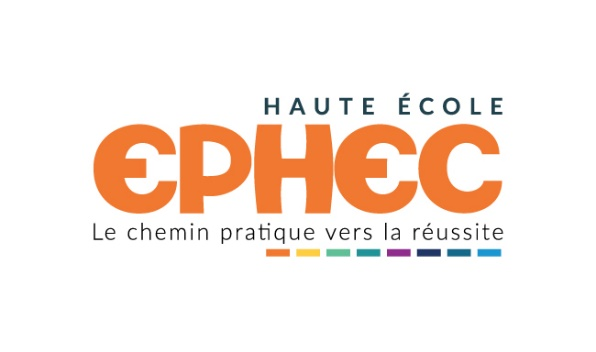 HAUTE ÉCOLE
EPHEC
Le chemin pratique vers la réussite